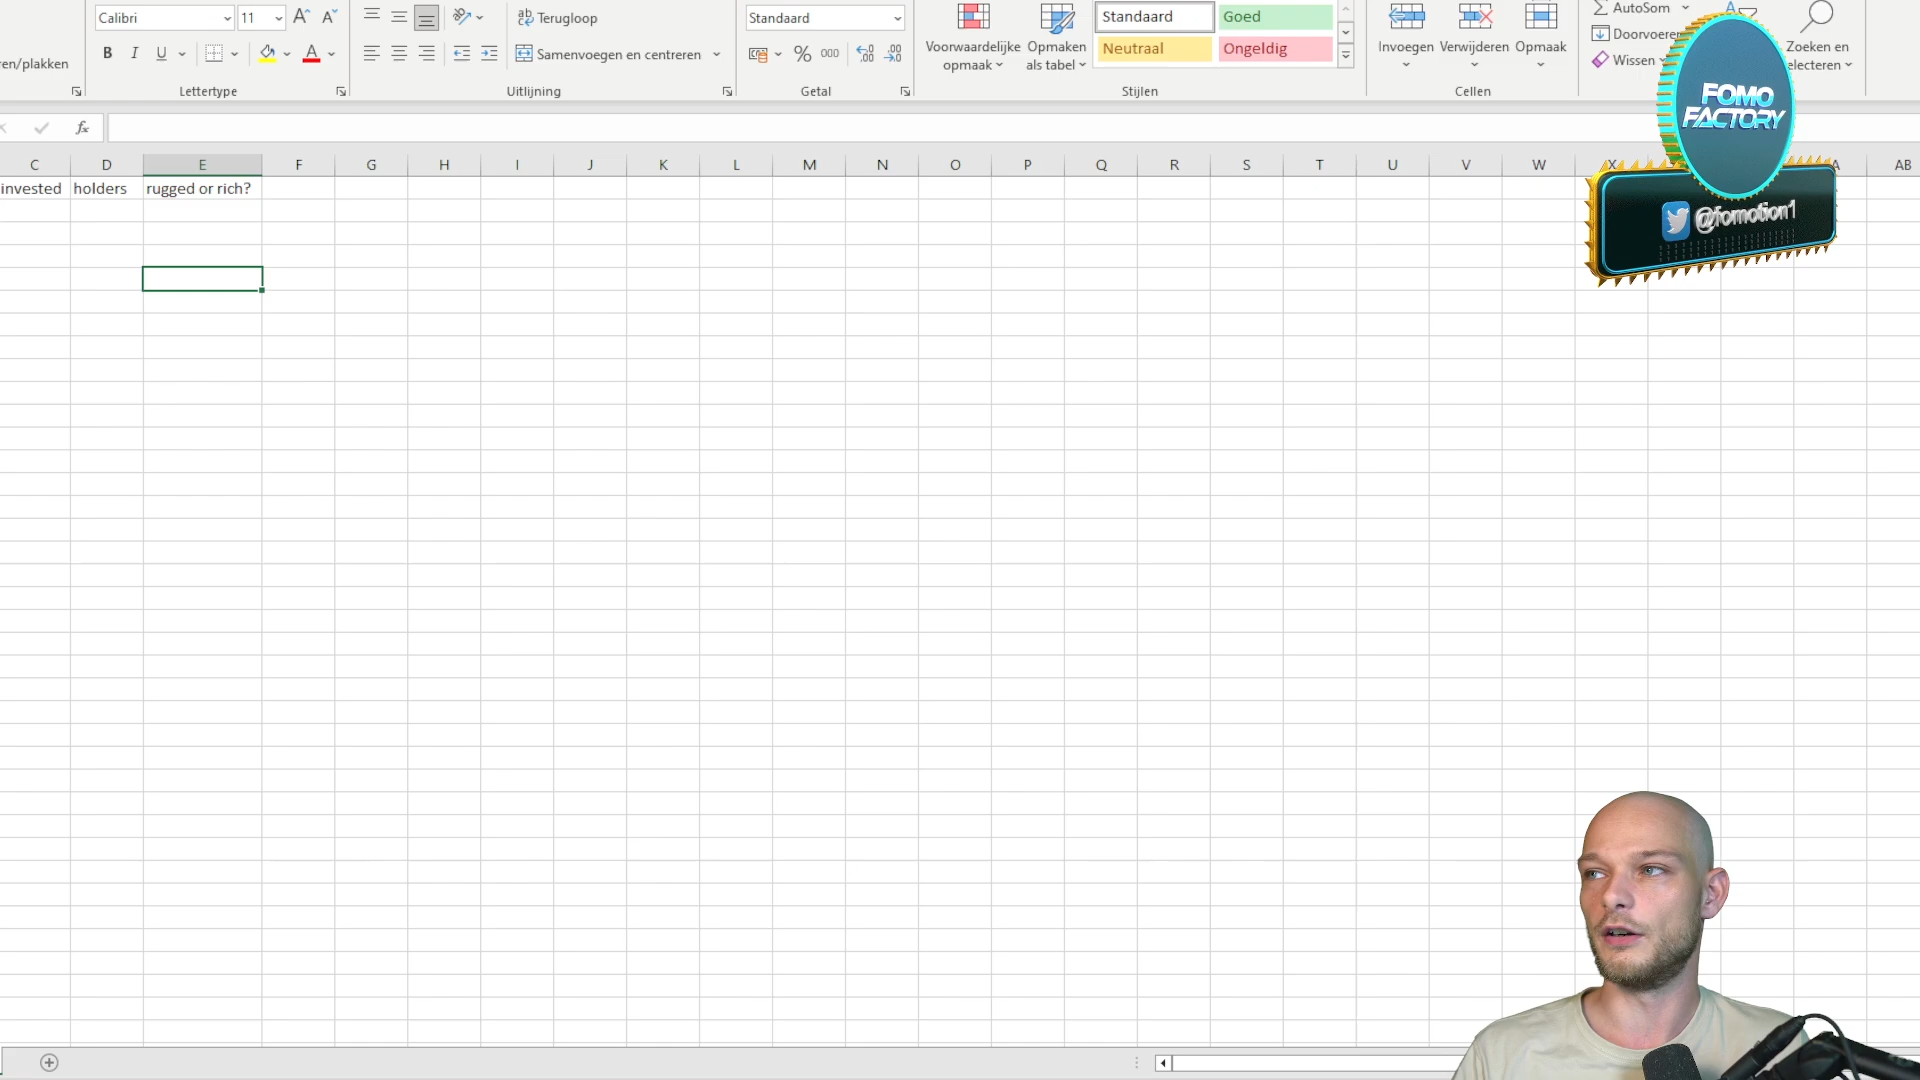 Calibri 11 Terugloop Standaard Standaard Goed AutoSom
Voorwaardelijke opmaak Opmaken als tabel Neutraal Ongeldig Invoegen Verwijderen Opmaak Doorvoeren Zoeken en
B I U A Samenvoegen en centreren % 000 Wissen
en/plakken
Lettertype Uitlijning Getal Stijlen Cellen
fx
C D E F G H I J K L M N O P Q R S T U V W X A AB
invested holders rugged or rich?
FOMO
FACTORY
@fomotion1